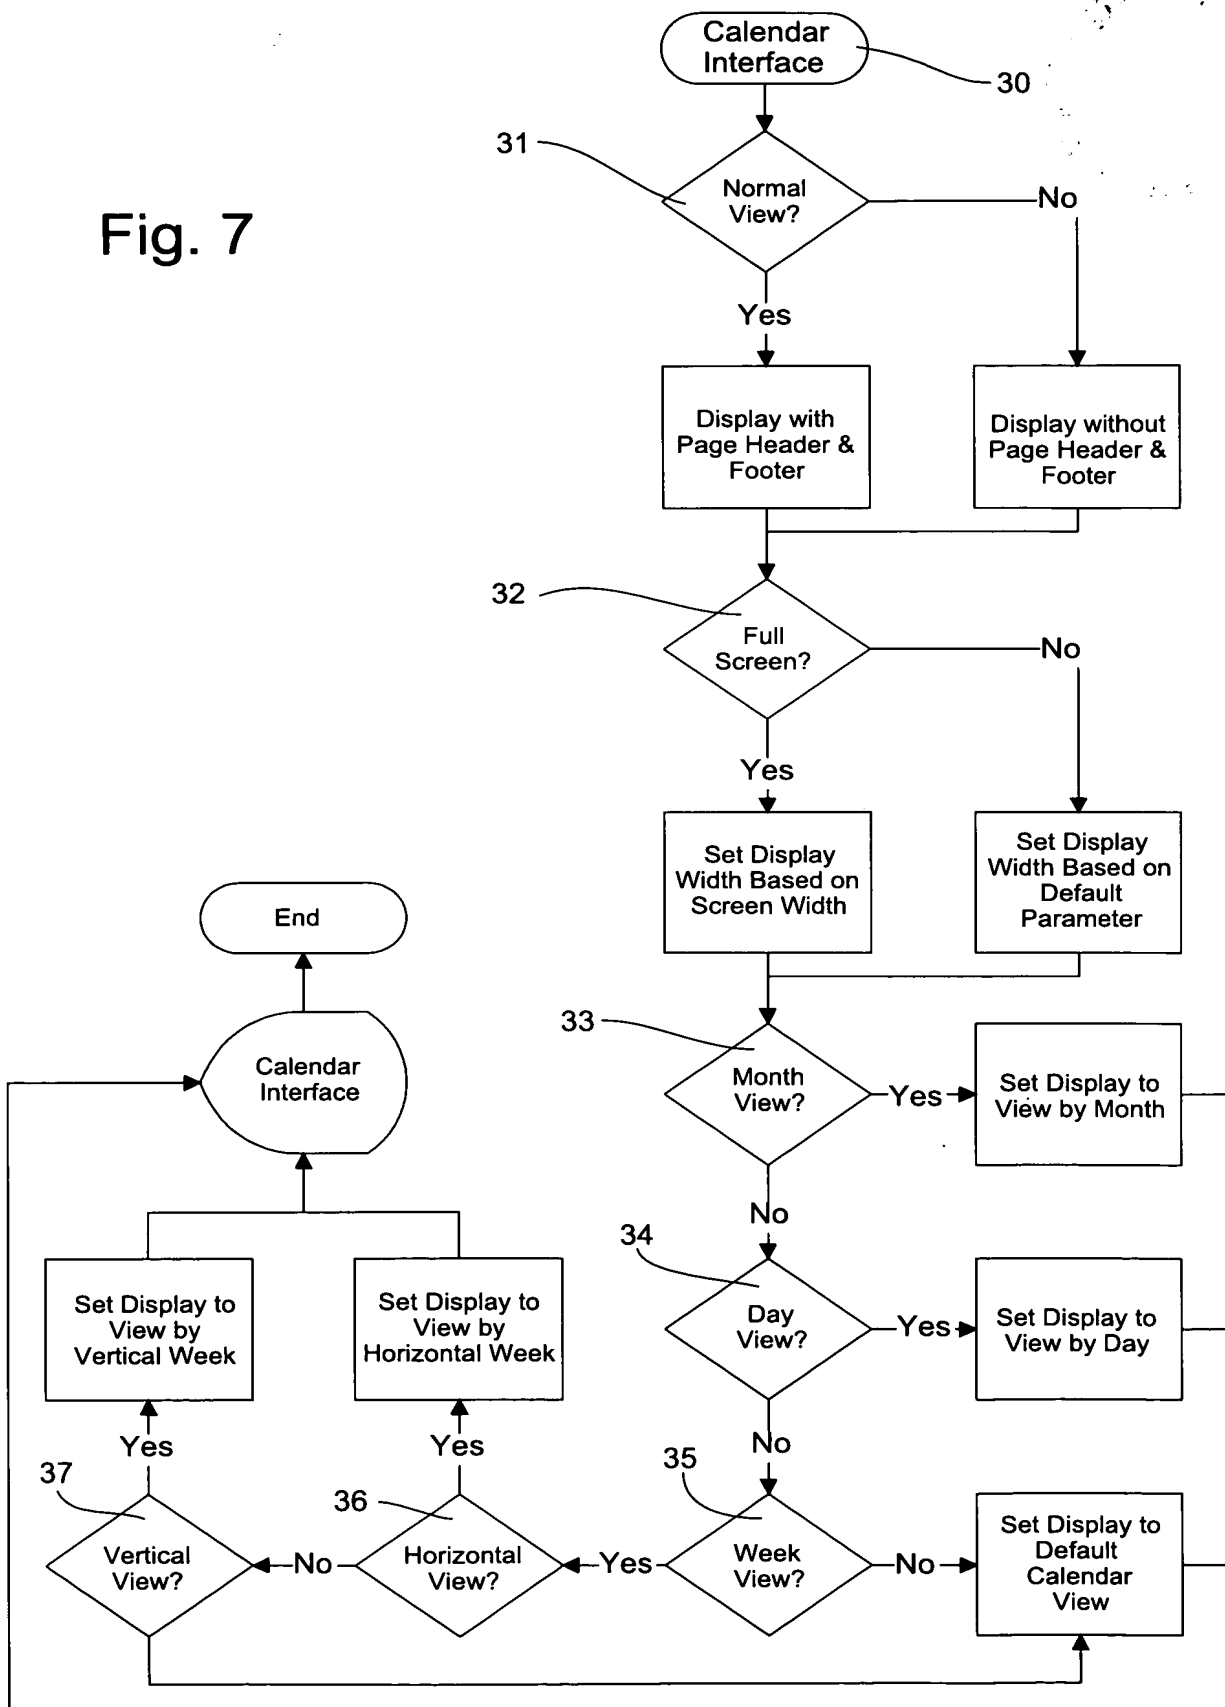 Calendar
Interface
30
31
Normal
View?
No
Fig. 7
Yes
Display with
Page Header &
Footer
Display without
Page Header &
Footer
32
Full
Screen?
No
Yes
Set Display
Width Based on
Screen Width
Set Display
Width Based on
Default
Parameter
End
33
Calendar
Interface
Month
View?
Yes
Set Display to
View by Month
No
34
Set Display to
View by
Vertical Week
Set Display to
View by
Horizontal Week
Day
View?
Yes
Set Display to
View by Day
Yes
Yes
No
37
36
35
Vertical
View?
No
Horizontal
View?
Yes
Week
View?
No
Set Display to
Default
Calendar
View